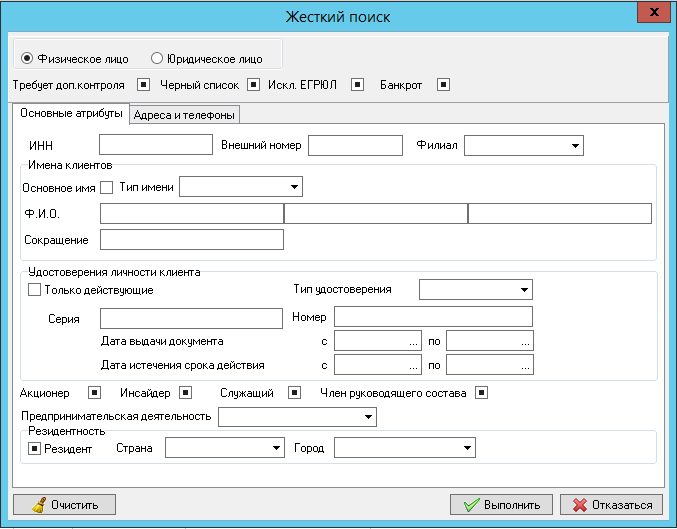 Жесткий поиск
x
Физическое лицо Юридическое лицо
Требует доп.контроля Черный список Искл. ЕГРЮЛ Банкрот
Основные атрибуты Адреса и телефоны
ИНН Внешний номер Филиал
Имена клиентов
Основное имя Тип имени
Ф.И.О.
Сокращение
Удостоверения личности клиента
Только действующие Тип удостоверения
Серия Номер
Дата выдачи документа с ... по ...
Дата истечения срока действия с ... по ...
Акционер Инсайдер Служащий Член руководящего состава
Предпринимательская деятельность
Резидентность
Резидент Страна Город
Очистить Выполнить Отказаться